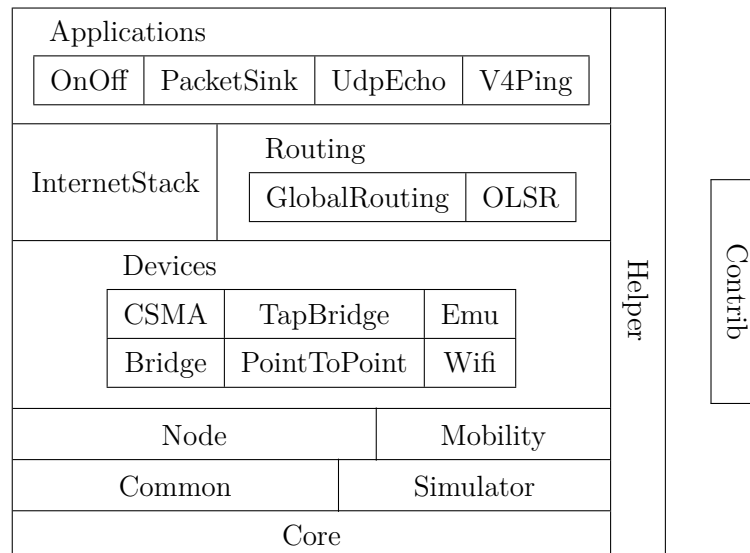 Applications
OnOff PacketSink UdpEcho V4Ping
InternetStack
Routing
GlobalRouting OLSR
Devices
CSMA TapBridge Emu
Bridge PointToPoint Wifi
Node Mobility
Common Simulator
Core
Helper
Contrib